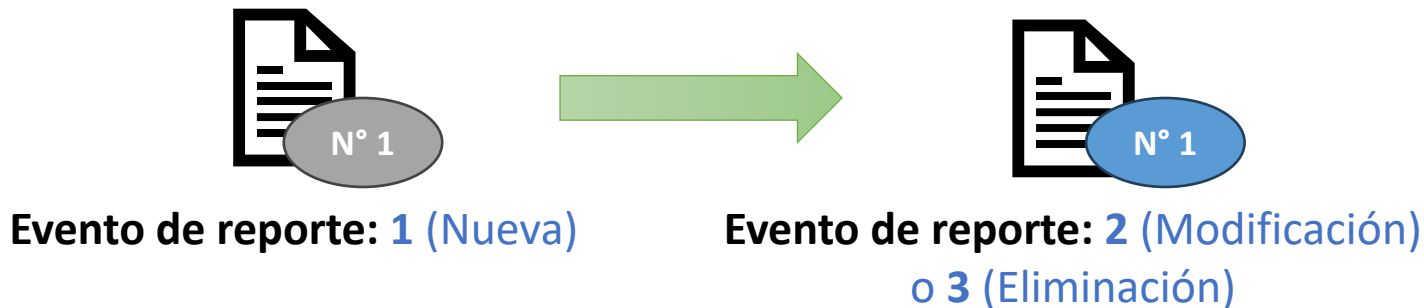 N° 1
N° 1
Evento de reporte: 1 (Nueva)
Evento de reporte: 2 (Modificación)
o 3 (Eliminación)